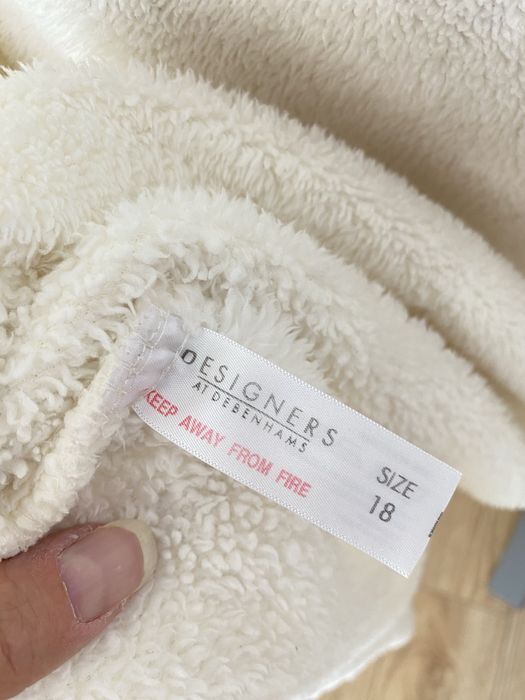 DESIGNERS
AT DEBENHAMS
KEEP AWAY FROM FIRE
SIZE
18